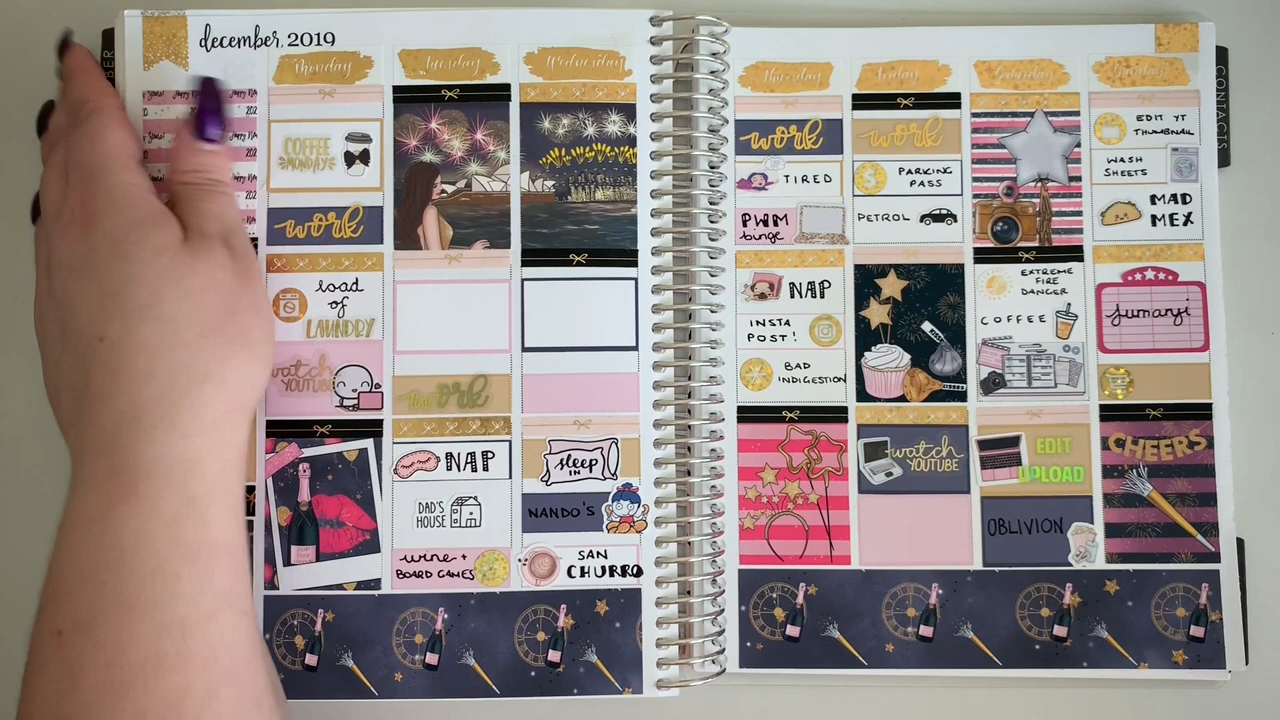 december, 2019
Monday
Tuesday
Wednesday
Thursday
Friday
Saturday
Sunday
COFFEE
MONDAY
work
load
of
LAUNDRY
watch
YOUTUBE
work
NAP
DAD'S
HOUSE
wine +
BOARD GAMES
sleep
IN
NANDO'S
SAN
CHURRO
work
TIRED
PWM
binge
NAP
INSTA
POST!
BAD
INDIGESTION
work
PARKING
PASS
PETROL
KISSES
watch
YOUTUBE
EXTREME
FIRE
DANGER
COFFEE
EDIT
UPLOAD
OBLIVION
EDIT YT
THUMBNAIL
WASH
SHEETS
MAD
MEX
Jumanji
CHEERS
CONTACTS